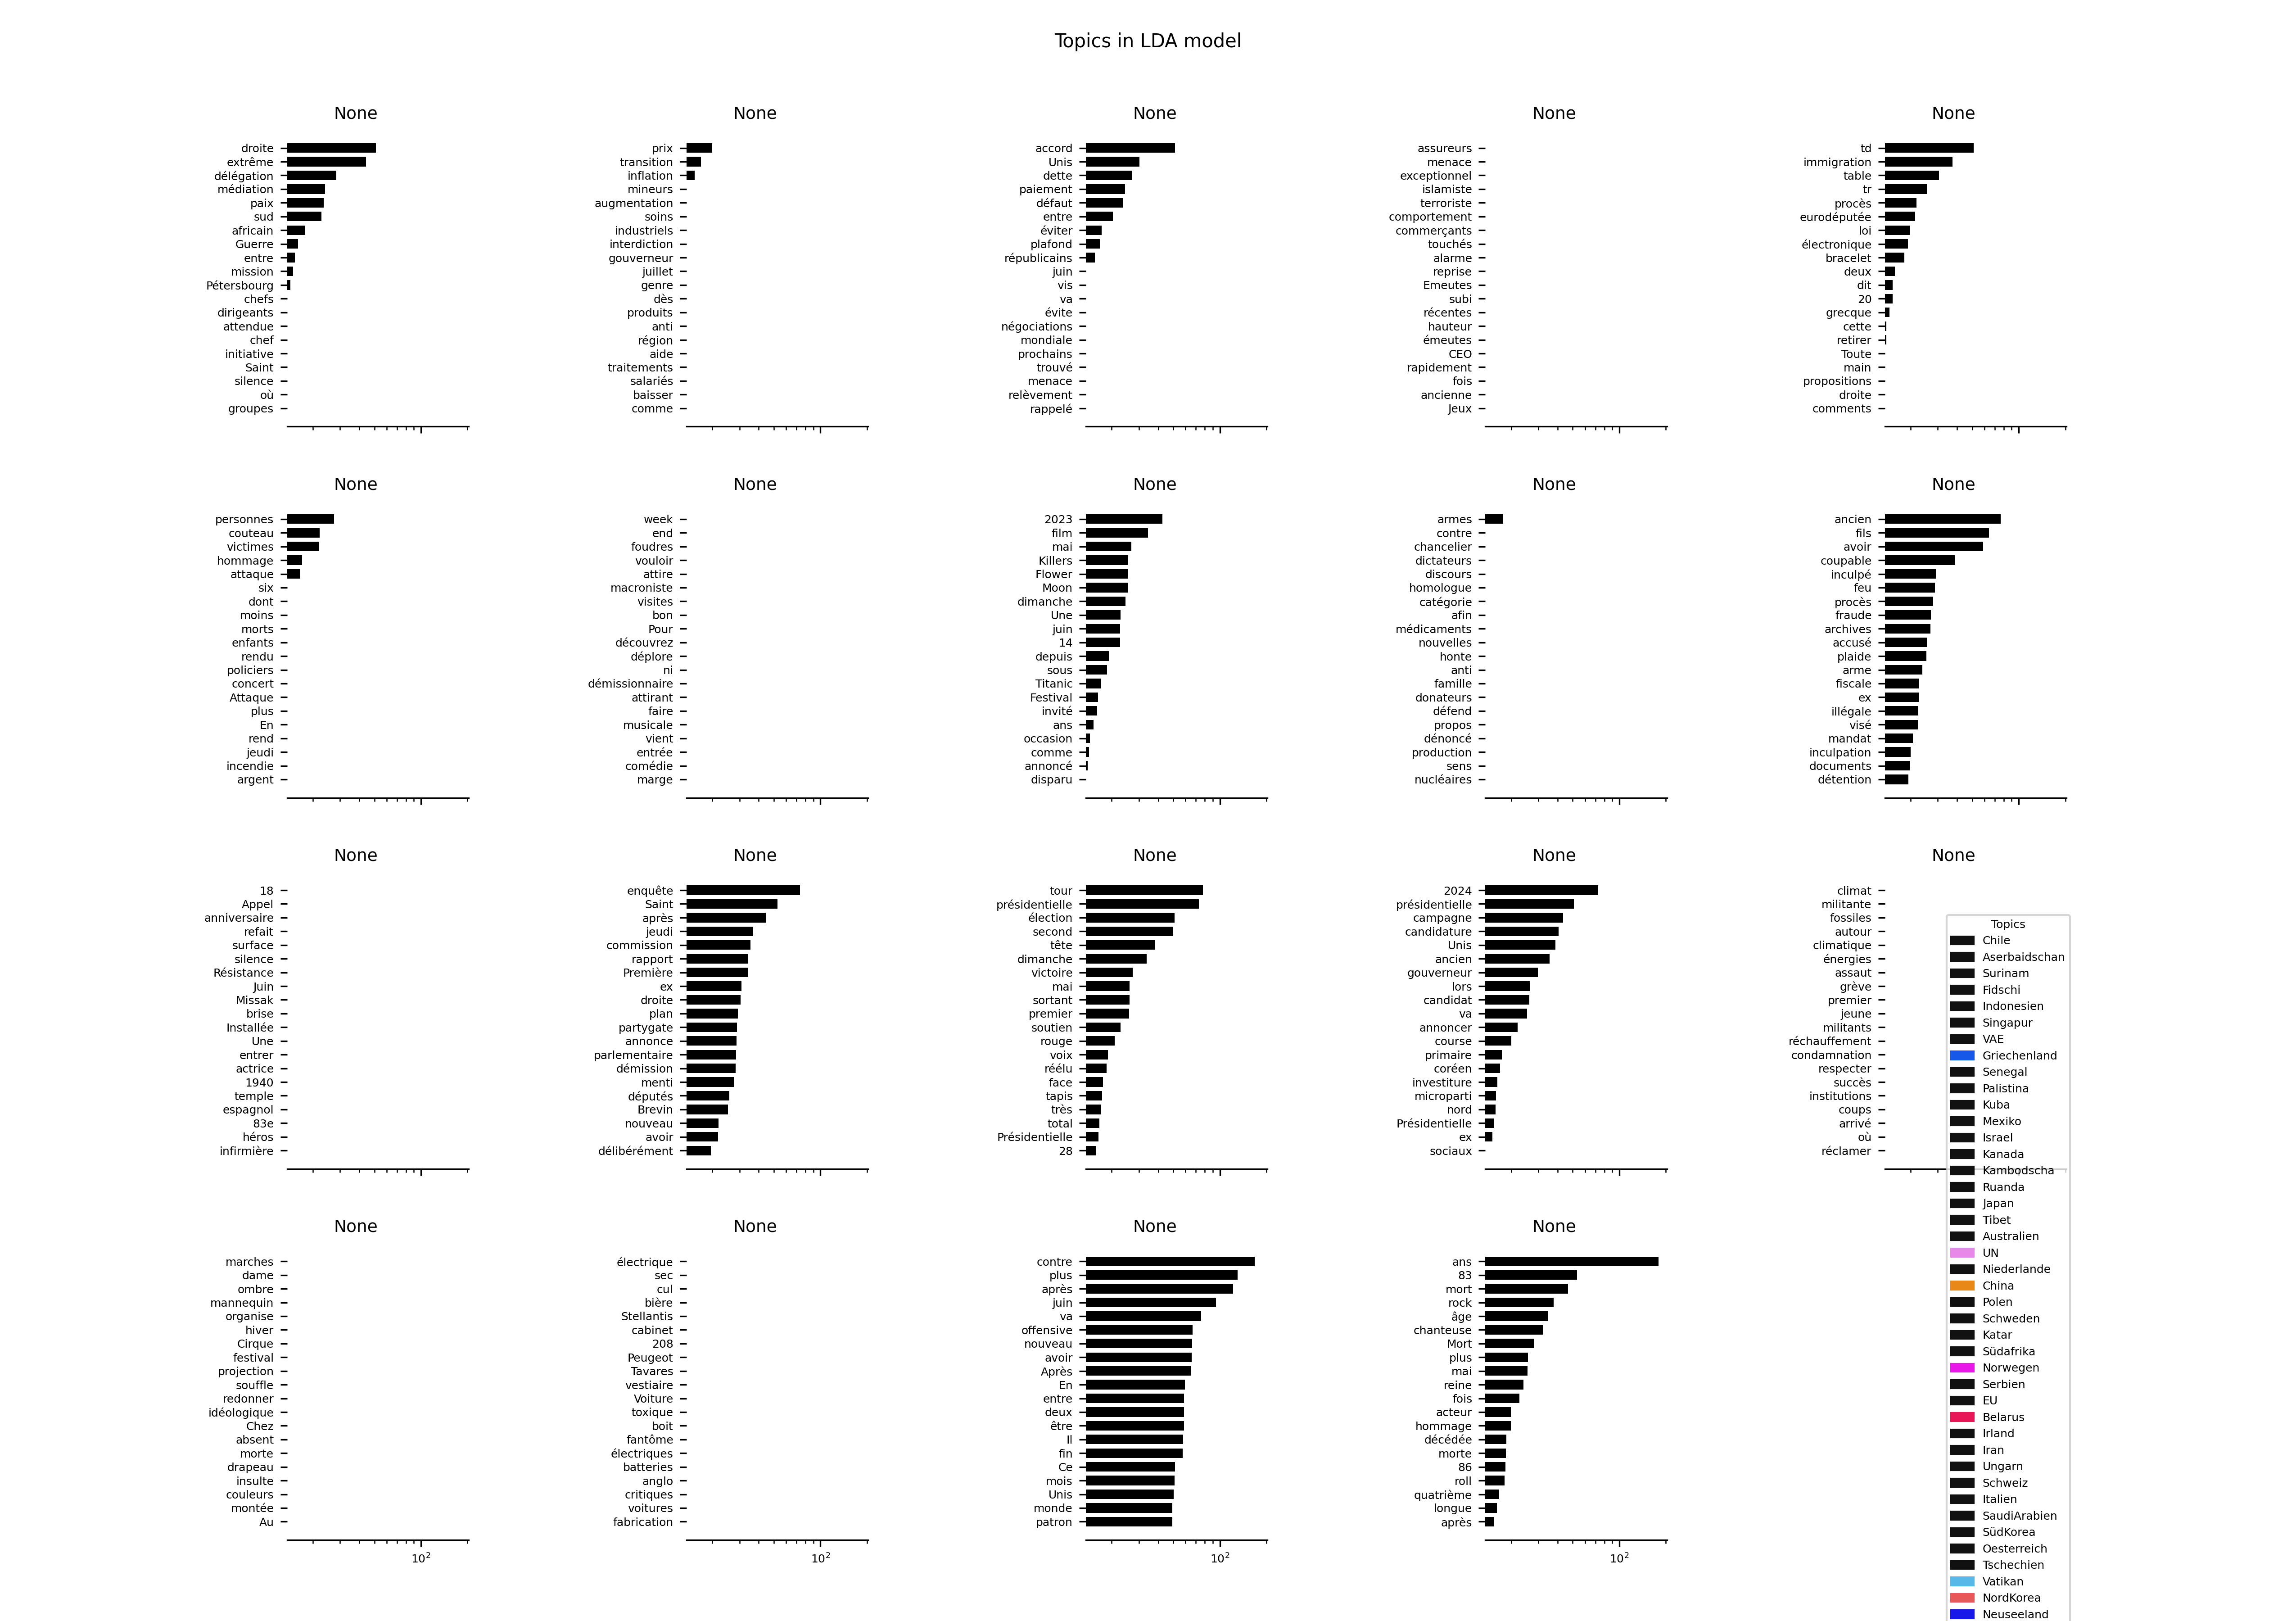 Topics in LDA model
None
droite
extrême
délégation
médiation
paix
sud
africain
Guerre
entre
mission
Pétersbourg
chefs
dirigeants
attendue
chef
initiative
Saint
silence
où
groupes
None
prix
transition
inflation
mineurs
augmentation
soins
industriels
interdiction
gouverneur
juillet
genre
dès
produits
anti
région
aide
traitements
salariés
baisser
comme
None
accord
Unis
dette
paiement
défaut
entre
éviter
plafond
républicains
juin
vis
va
évite
négociations
mondiale
prochains
trouvé
menace
relèvement
rappelé
None
assureurs
menace
exceptionnel
islamiste
terroriste
comportement
commerçants
touchés
alarme
reprise
Emeutes
subi
récentes
hauteur
émeutes
CEO
rapidement
fois
ancienne
Jeux
None
td
immigration
table
tr
procès
eurodéputée
loi
électronique
bracelet
deux
dit
20
grecque
cette
retirer
Toute
main
propositions
droite
comments
None
personnes
couteau
victimes
hommage
attaque
six
dont
moins
morts
enfants
rendu
policiers
concert
Attaque
plus
En
rend
jeudi
incendie
argent
None
week
end
foudres
vouloir
attire
macroniste
visites
bon
Pour
découvrez
déplore
ni
démissionnaire
attirant
faire
musicale
vient
entrée
comédie
marge
None
2023
film
mai
Killers
Flower
Moon
dimanche
Une
juin
14
depuis
sous
Titanic
Festival
invité
ans
occasion
comme
annoncé
disparu
None
armes
contre
chancelier
dictateurs
discours
homologue
catégorie
afin
médicaments
nouvelles
honte
anti
famille
donateurs
défend
propos
dénoncé
production
sens
nucléaires
None
ancien
fils
avoir
coupable
inculpé
feu
procès
fraude
archives
accusé
plaide
arme
fiscale
ex
illégale
visé
mandat
inculpation
documents
détention
None
18
Appel
anniversaire
refait
surface
silence
Résistance
Juin
Missak
brise
Installée
Une
entrer
actrice
1940
temple
espagnol
83e
héros
infirmière
None
enquête
Saint
après
jeudi
commission
rapport
Première
ex
droite
plan
partygate
annonce
parlementaire
démission
menti
députés
Brevin
nouveau
avoir
délibérément
None
tour
présidentielle
élection
second
tête
dimanche
victoire
mai
sortant
premier
soutien
rouge
voix
réélu
face
tapis
très
total
Présidentielle
28
None
2024
présidentielle
campagne
candidature
Unis
ancien
gouverneur
lors
candidat
va
annoncer
course
primaire
coréen
investiture
microparti
nord
Présidentielle
ex
sociaux
None
climat
militante
fossiles
autour
climatique
énergies
assaut
grève
premier
jeune
militants
réchauffement
condamnation
respecter
succès
institutions
coups
arrivé
où
réclamer
None
marches
dame
ombre
mannequin
organise
hiver
Cirque
festival
projection
souffle
redonner
idéologique
Chez
absent
morte
drapeau
insulte
couleurs
montée
Au
10²
None
électrique
sec
cul
bière
Stellantis
cabinet
208
Peugeot
Tavares
vestiaire
Voiture
toxique
boit
fantôme
électriques
batteries
anglo
critiques
voitures
fabrication
10²
None
contre
plus
après
juin
va
offensive
nouveau
avoir
Après
En
entre
deux
être
Il
fin
Ce
mois
Unis
monde
patron
10²
None
ans
83
mort
rock
âge
chanteuse
Mort
plus
mai
reine
fois
acteur
hommage
décédée
morte
86
roll
quatrième
longue
après
10²
Topics
Chile
Aserbaidschan
Surinam
Fidschi
Indonesien
Singapur
VAE
Griechenland
Senegal
Palistina
Kuba
Mexiko
Israel
Kanada
Kambodscha
Ruanda
Japan
Tibet
Australien
UN
Niederlande
China
Polen
Schweden
Katar
Südafrika
Norwegen
Serbien
EU
Belarus
Irland
Iran
Ungarn
Schweiz
Italien
SaudiArabien
SüdKorea
Oesterreich
Tschechien
Vatikan
NordKorea
Neuseeland